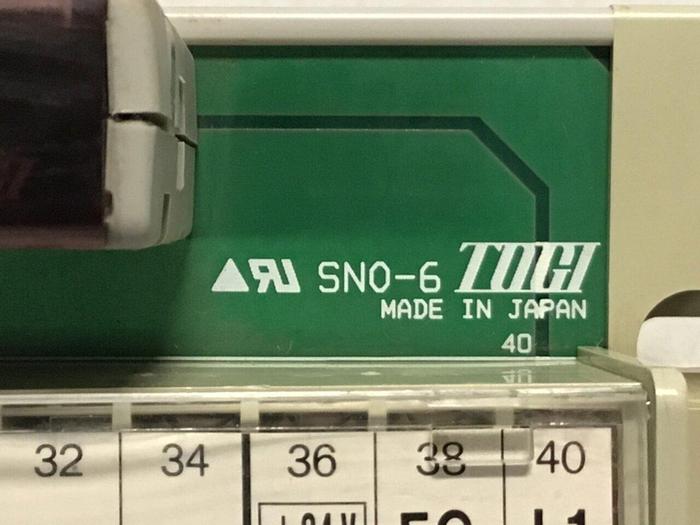 SNO-6 TOGI
MADE IN JAPAN
40
32 34 36 38 40